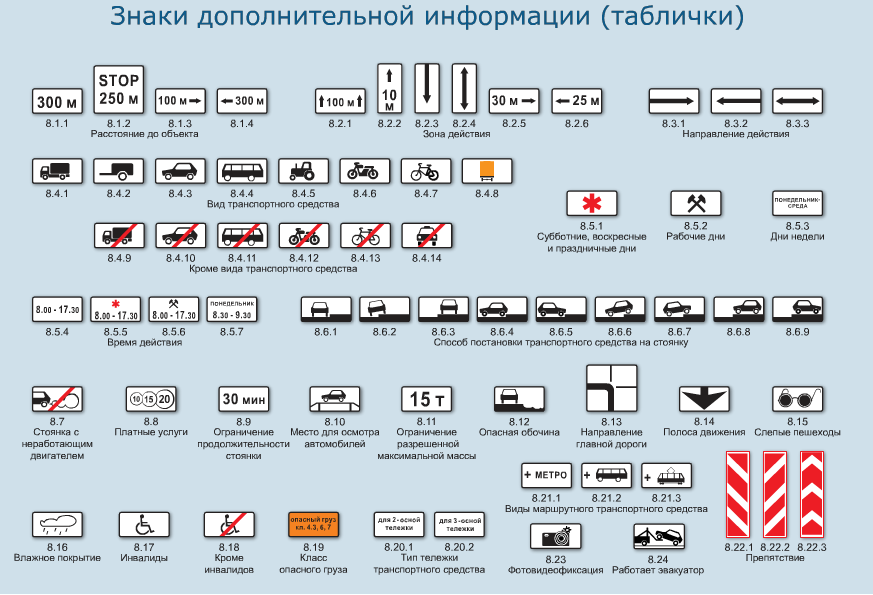 Знаки дополнительной информации (таблички)
300 м
STOP
250 м
100 м
300 м
100 м
10
м
30 м
25 м
8.1.1 8.1.2 8.1.3 8.1.4
Расстояние до объекта
8.2.1 8.2.2 8.2.3 8.2.4 8.2.5 8.2.6
Зона действия
8.3.1 8.3.2 8.3.3
Направление действия
8.4.1 8.4.2 8.4.3 8.4.4 8.4.5 8.4.6 8.4.7 8.4.8
Вид транспортного средства
8.4.9 8.4.10 8.4.11 8.4.12 8.4.13 8.4.14
Кроме вида транспортного средства
8.5.1
Субботние, воскресные
и праздничные дни
8.5.2
Рабочие дни
ПОНЕДЕЛЬНИК-
СРЕДА
8.5.3
Дни недели
8.00 - 17.30
8.00 - 17.30
8.00 - 17.30
ПОНЕДЕЛЬНИК
8.30 - 9.30
8.5.4 8.5.5 8.5.6 8.5.7
Время действия
8.6.1 8.6.2 8.6.3 8.6.4 8.6.5 8.6.6 8.6.7 8.6.8 8.6.9
Способ постановки транспортного средства на стоянку
8.7
Стоянка с
неработающим
двигателем
10 15 20
8.8
Платные услуги
30 мин
8.9
Ограничение
продолжительности
стоянки
8.10
Место для осмотра
автомобилей
15 т
8.11
Ограничение
разрешенной
максимальной массы
8.12
Опасная обочина
8.13
Направление
главной дороги
8.14
Полоса движения
8.15
Слепые пешеходы
8.16
Влажное покрытие
8.17
Инвалиды
8.18
Кроме
инвалидов
опасный груз
кл. 4.3, 6, 7
8.19
Класс
опасного груза
для 2-осной
тележки
для 3-осной
тележки
8.20.1 8.20.2
Тип тележки
транспортного средства
+ МЕТРО
+
+
8.21.1 8.21.2 8.21.3
Виды маршрутного транспортного средства
8.23
Фотовидеофиксация
8.24
Работает эвакуатор
8.22.1 8.22.2 8.22.3
Препятствие